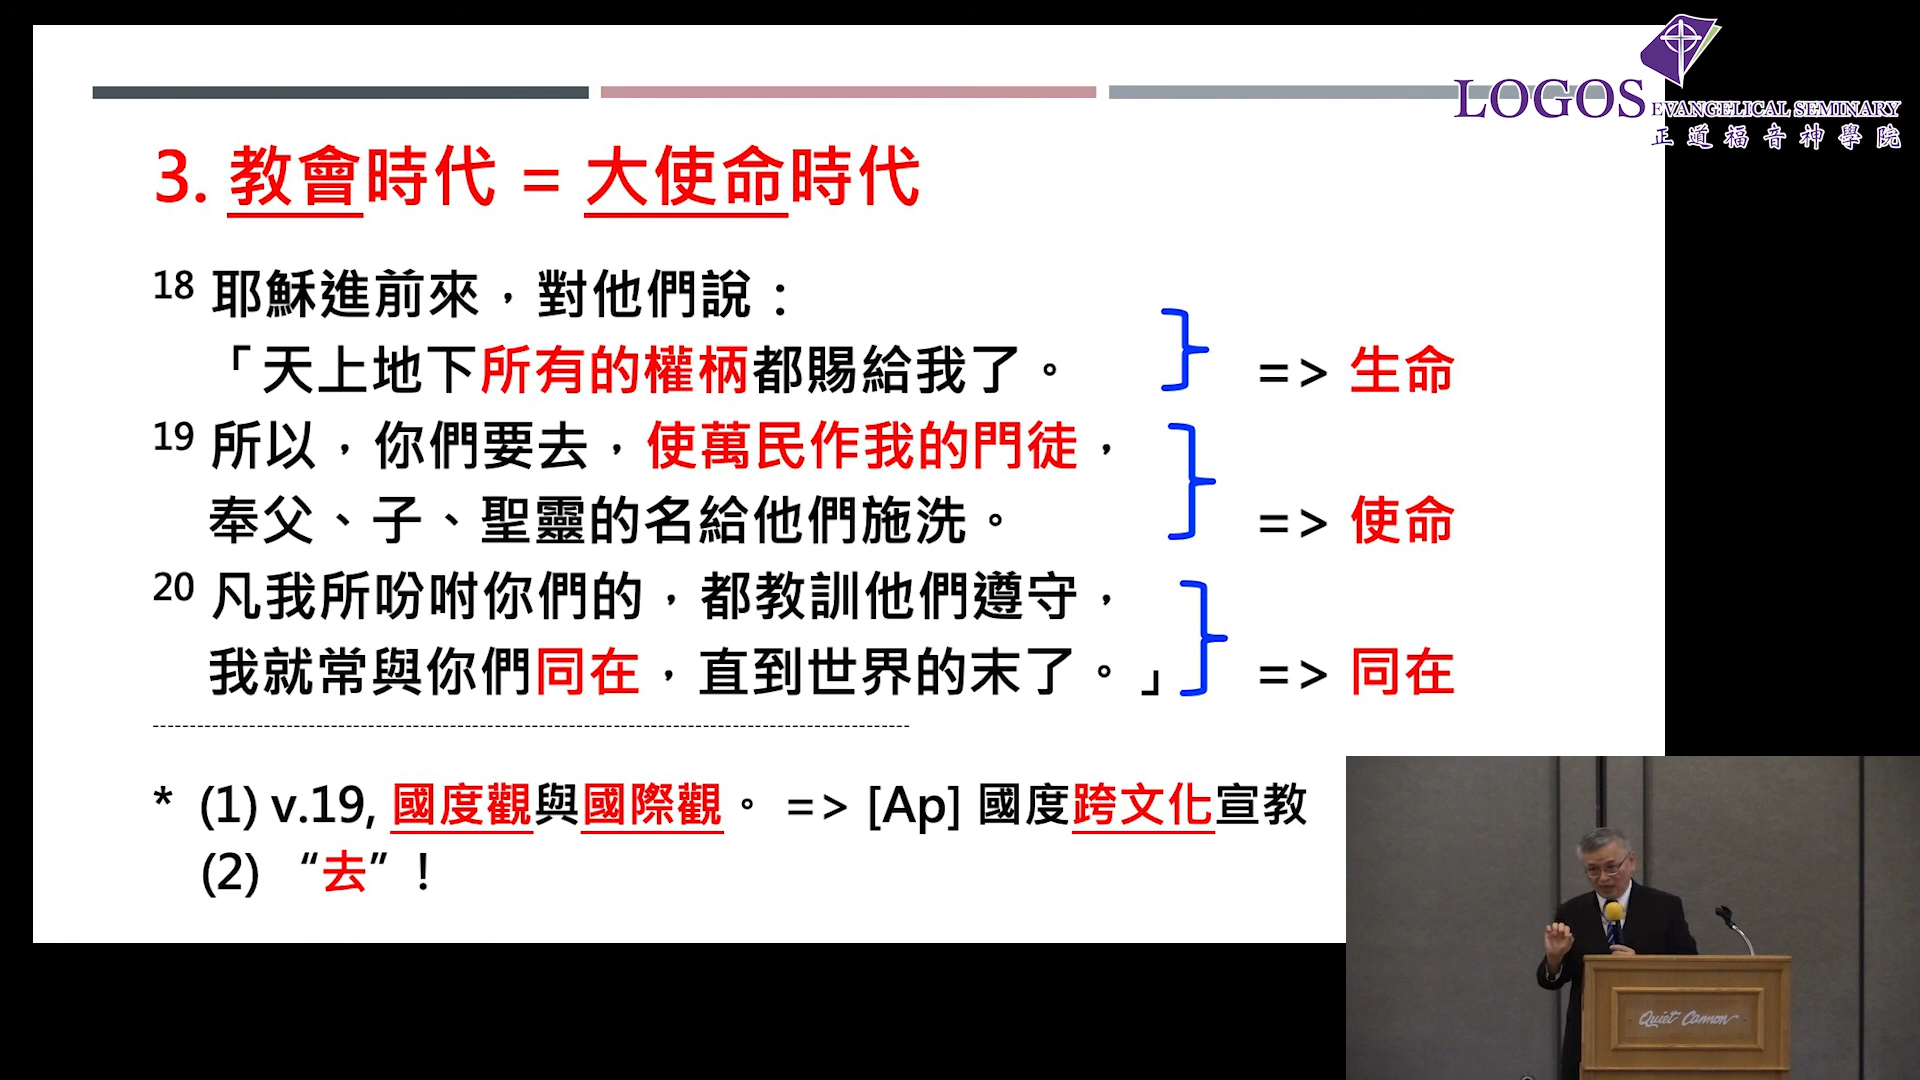 LOGOS EVANGELICAL SEMINARY
正道福音神學院
3. 教會時代 = 大使命時代
18 耶穌進前來，對他們說：
「天上地下所有的權柄都賜給我了。 => 生命
19 所以，你們要去，使萬民作我的門徒，
奉父、子、聖靈的名給他們施洗。 => 使命
20 凡我所吩咐你們的，都教訓他們遵守，
我就常與你們同在，直到世界的末了。」 => 同在
* (1) v.19, 國度觀與國際觀。 => [Ap] 國度跨文化宣教
(2) “去”！
Quiet Cannon